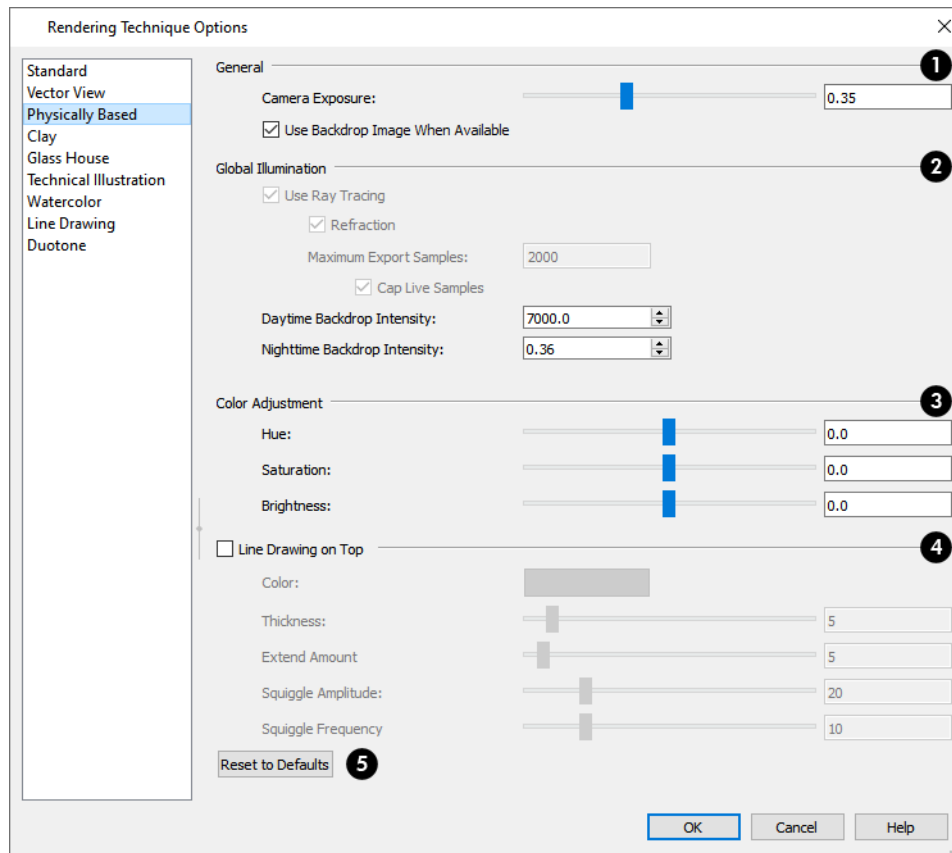 Rendering Technique Options
Standard
Vector View
Physically Based
Clay
Glass House
Technical Illustration
Watercolor
Line Drawing
Duotone
General 1
Camera Exposure: 0.35
Use Backdrop Image When Available
Global Illumination 2
Use Ray Tracing
Refraction
Maximum Export Samples: 2000
Cap Live Samples
Daytime Backdrop Intensity: 7000.0
Nighttime Backdrop Intensity: 0.36
Color Adjustment 3
Hue: 0.0
Saturation: 0.0
Brightness: 0.0
Line Drawing on Top 4
Color:
Thickness: 5
Extend Amount 5
Squiggle Amplitude: 20
Squiggle Frequency 10
Reset to Defaults 5
OK Cancel Help